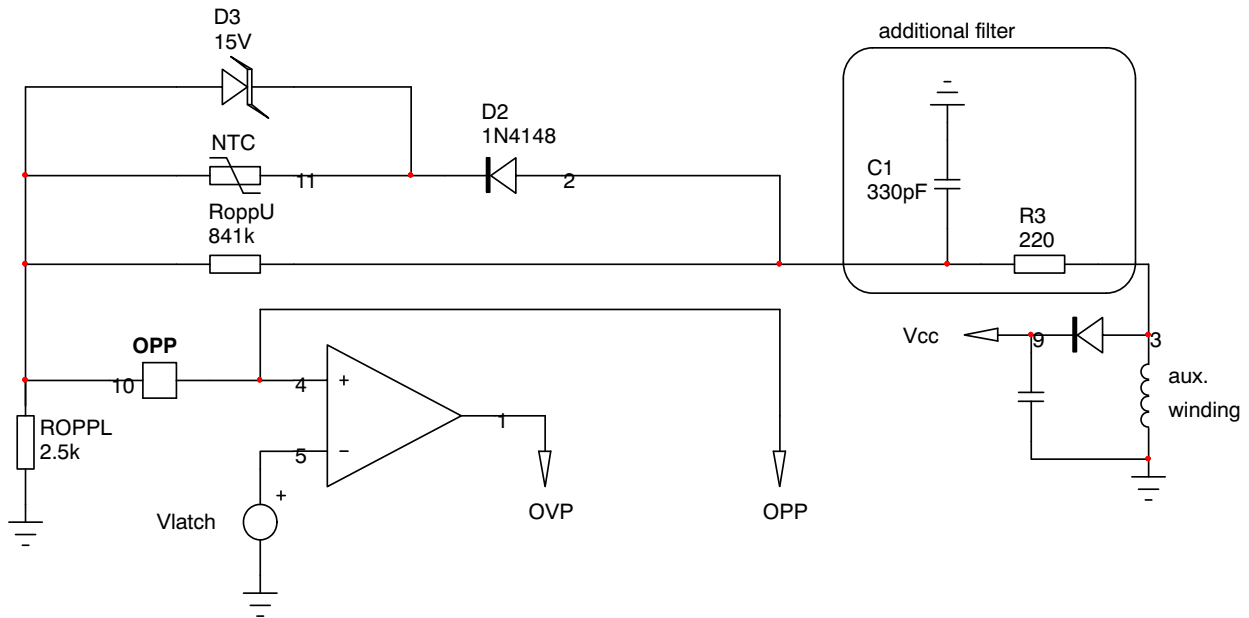 D3
15V
additional filter
D2
1N4148
NTC
11
2
C1
330pF
RoppU
841k
R3
220
OPP
Vcc
9
3
10
+
4
aux.
winding
ROPPL
2.5k
1
5
−
+
Vlatch
OVP
OPP